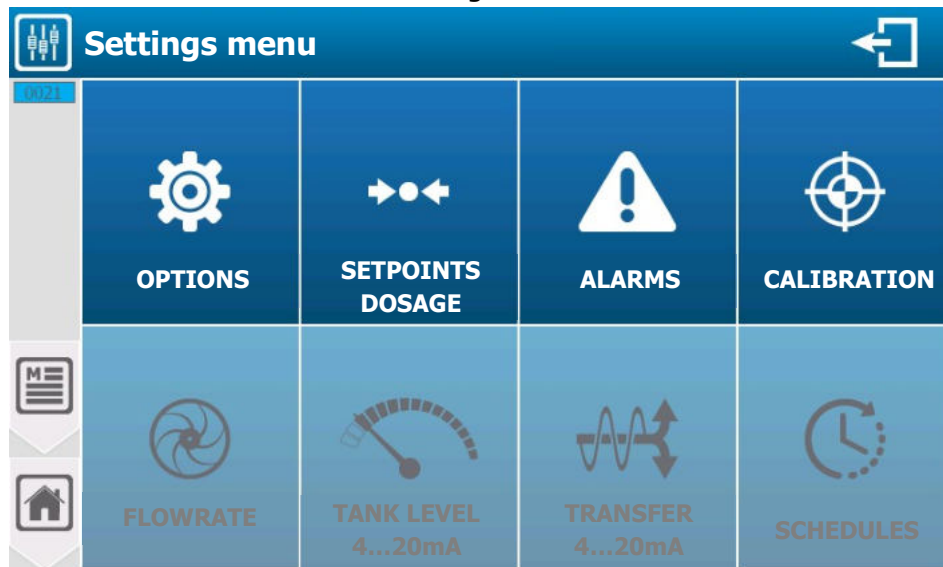 Settings menu
0021
OPTIONS
SETPOINTS
DOSAGE
ALARMS
CALIBRATION
M
FLOWRATE
TANK LEVEL
4...20mA
TRANSFER
4...20mA
SCHEDULES